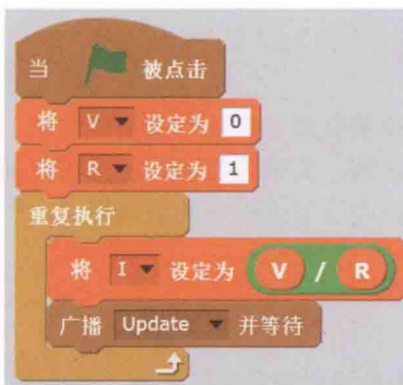 当 被点击
将 V 设定为 0
将 R 设定为 1
重复执行
将 I 设定为 V / R
广播 Update 并等待